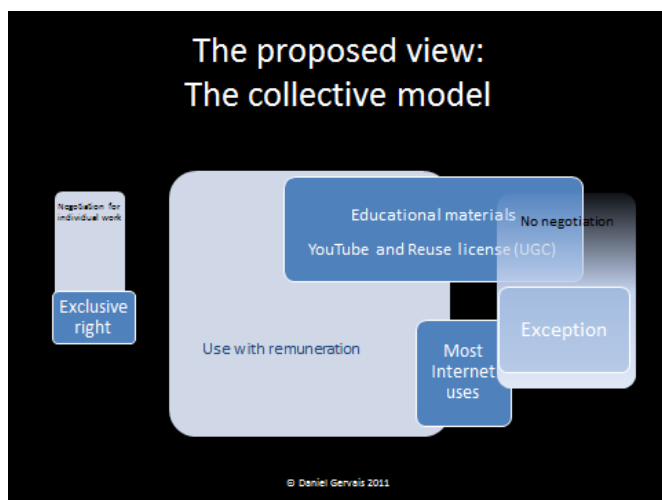 The proposed view:
The collective model
Negotiation for
individual work
Exclusive
right
Educational materials
YouTube and Reuse license (UGC)
Use with remuneration
Most
Internet
uses
No negotiation
Exception
© Daniel Gervais 2011